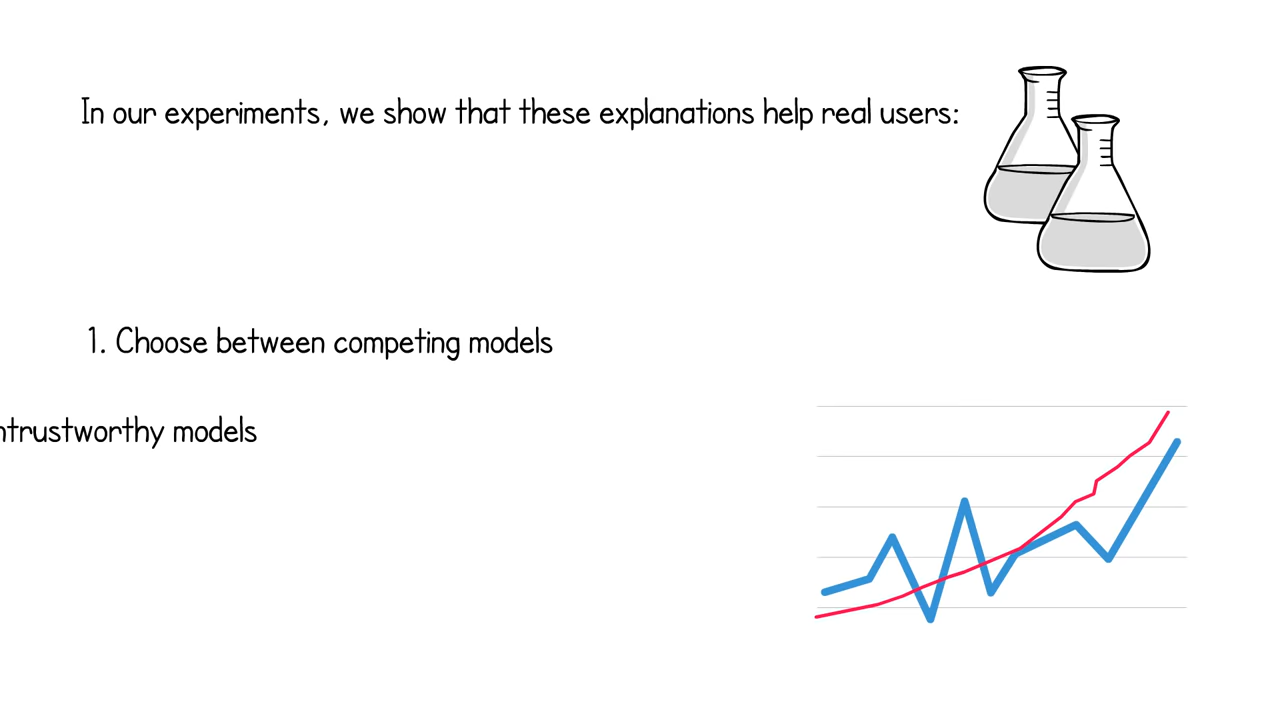 In our experiments, we show that these explanations help real users:
1. Choose between competing models
ntrustworthy models